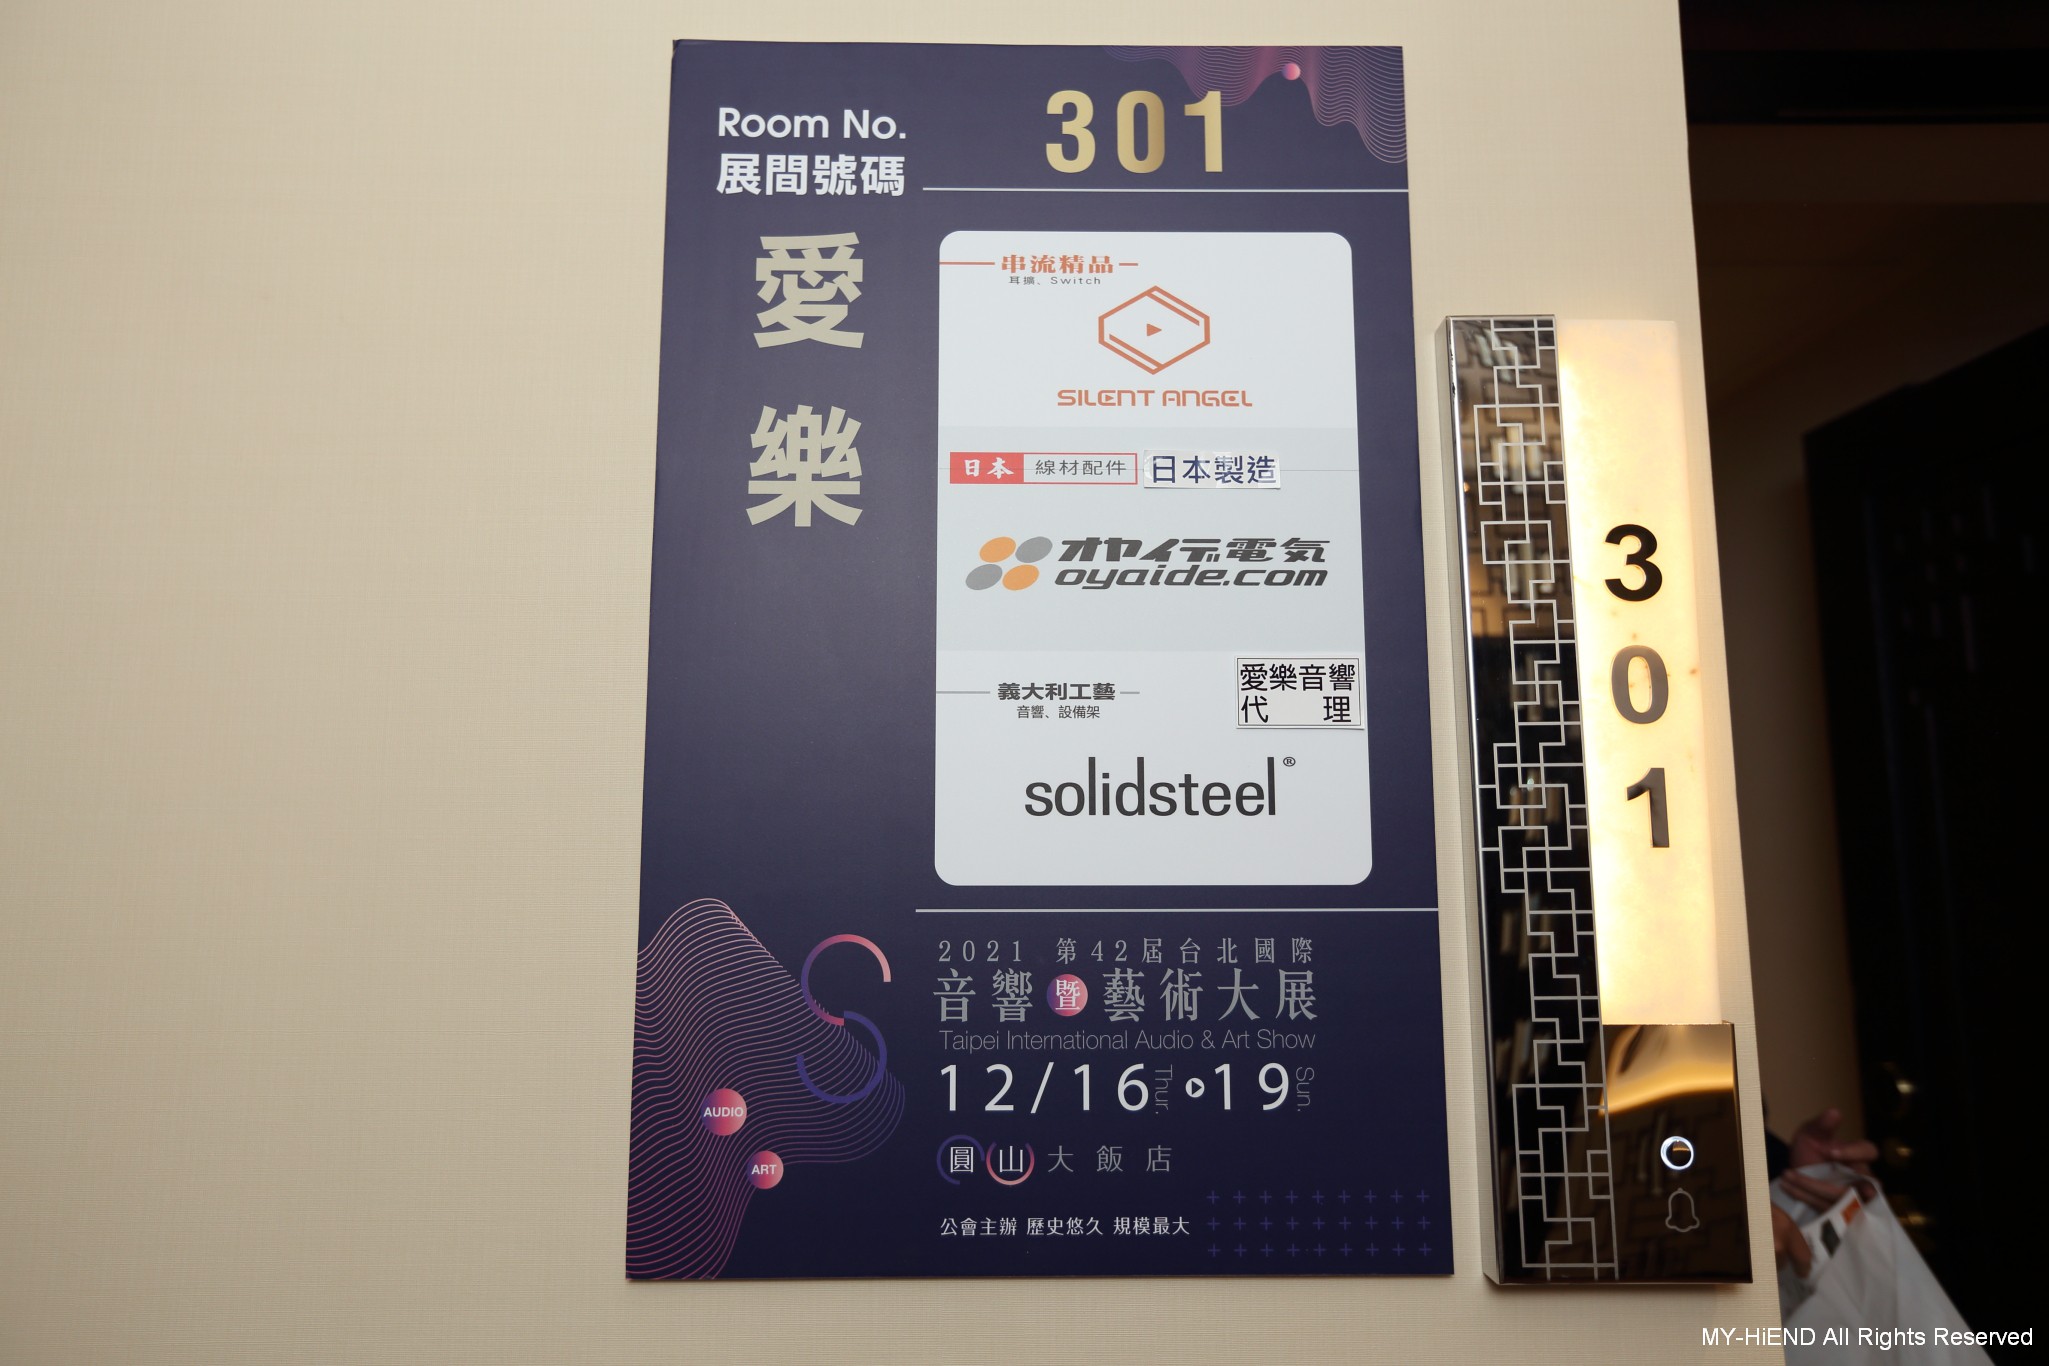 Room No.
301
展間號碼
愛樂
串流精品
耳擴、Switch
SILENT ANGEL
日本 線材配件 日本製造
オヤイデ電気
oyaide.com
義大利工藝
音響、設備架
愛樂音響
代理
solidsteel®
2021 第42屆台北國際
音響暨藝術大展
Taipei International Audio & Art Show
12/16 Thur. 19 Sun.
圓山大飯店
公會主辦 歷史悠久 規模最大
AUDIO
ART
301
MY-HiEND All Rights Reserved